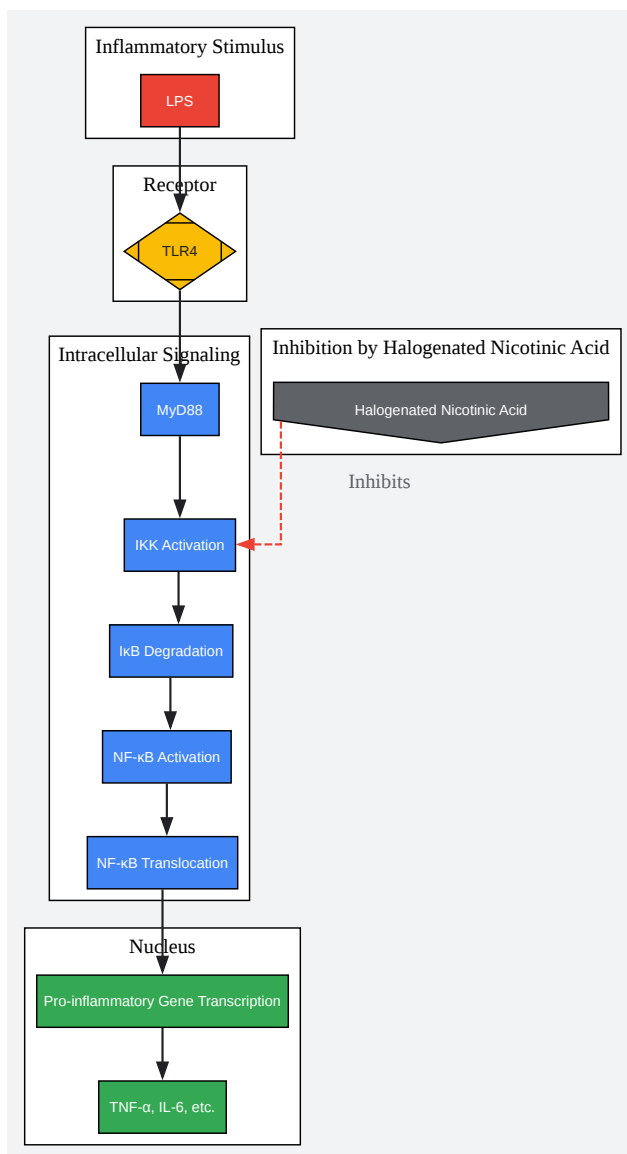 Inflammatory Stimulus
LPS
Receptor
TLR4
Intracellular Signaling
Inhibition by Halogenated Nicotinic Acid
MyD88
Halogenated Nicotinic Acid
Inhibits
IKK Activation
IκB Degradation
NF-κB Activation
NF-κB Translocation
Nucleus
Pro-inflammatory Gene Transcription
TNF-α, IL-6, etc.